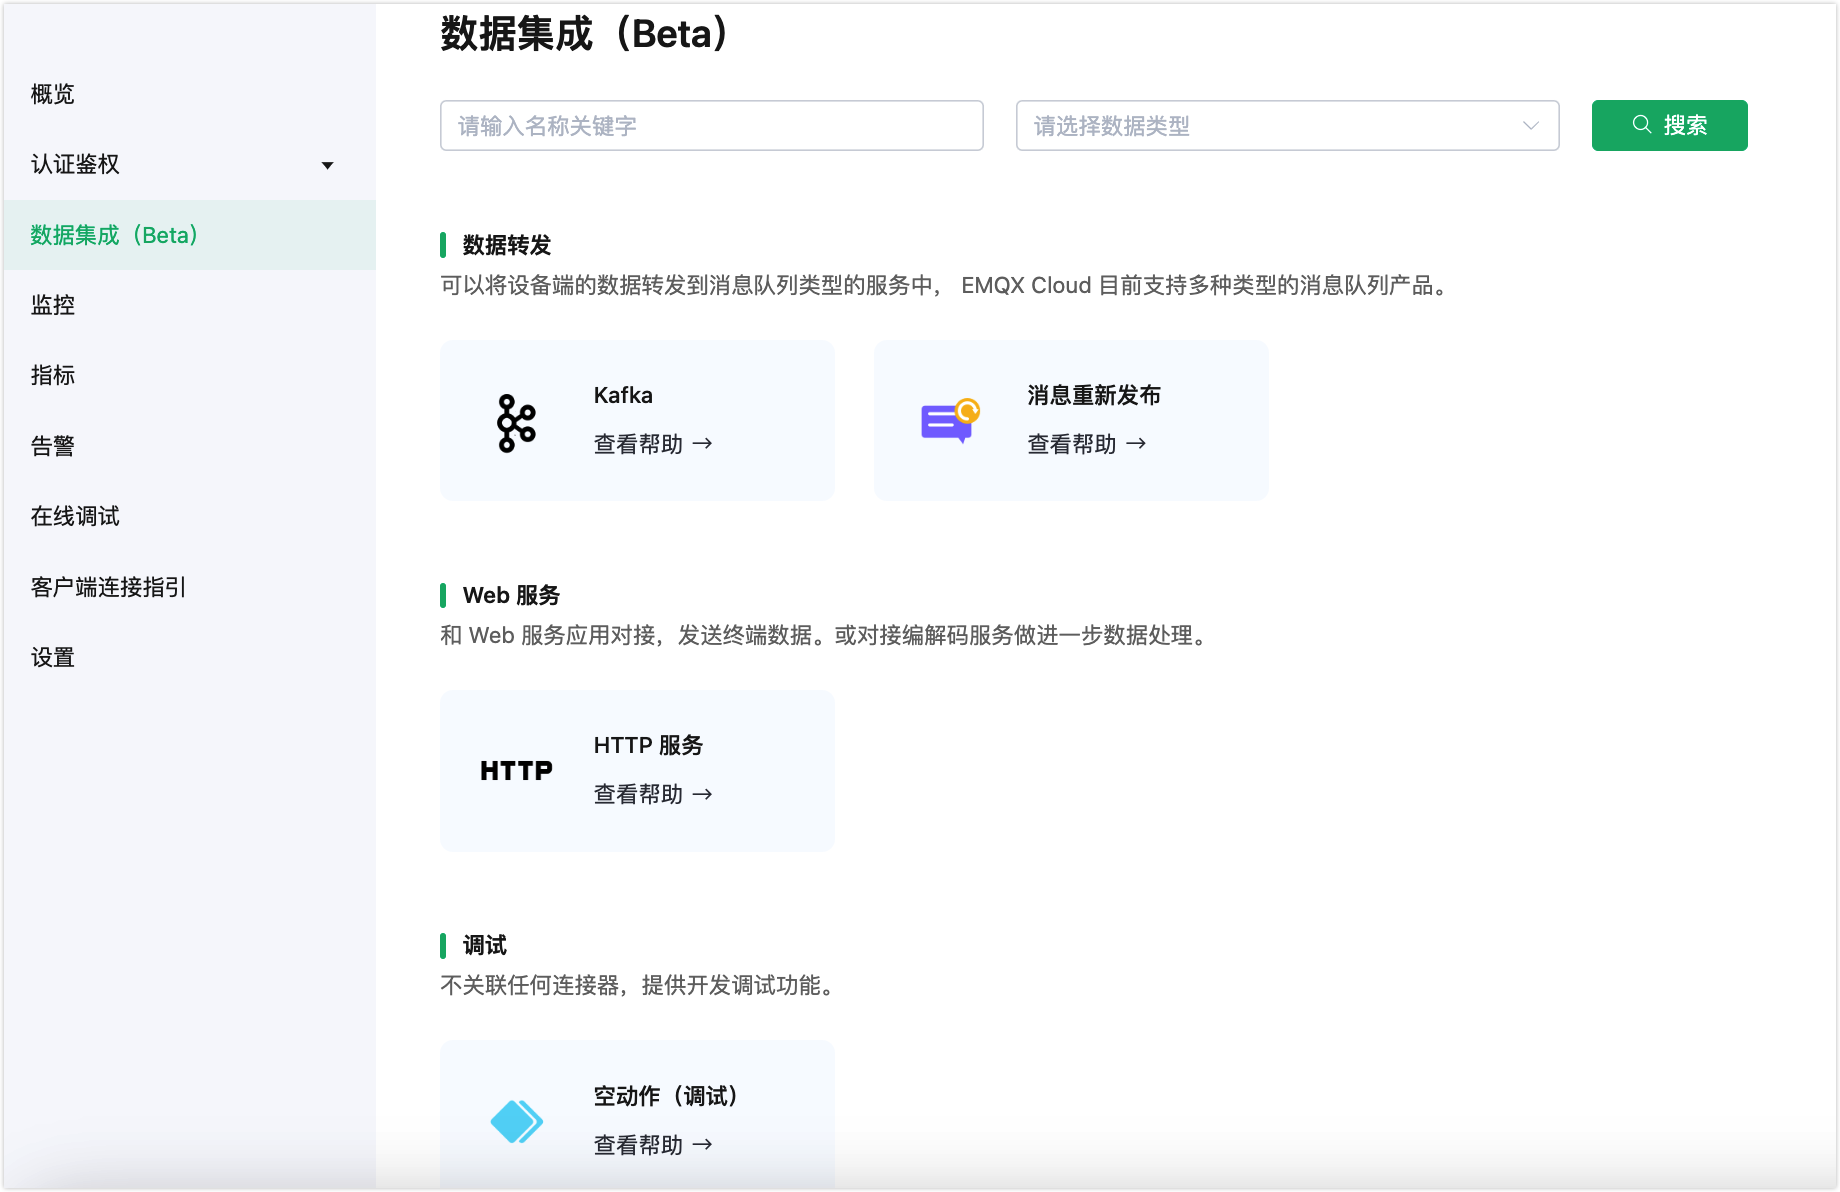 数据集成（Beta）
概览
认证鉴权
数据集成（Beta）
监控
指标
告警
在线调试
客户端连接指引
设置
请输入名称关键字
请选择数据类型
搜索
数据转发
可以将设备端的数据转发到消息队列类型的服务中， EMQX Cloud 目前支持多种类型的消息队列产品。
Kafka
查看帮助 →
消息重新发布
查看帮助 →
Web 服务
和 Web 服务应用对接，发送终端数据。或对接编解码服务做进一步数据处理。
HTTP
HTTP 服务
查看帮助 →
调试
不关联任何连接器，提供开发调试功能。
空动作（调试）
查看帮助 →